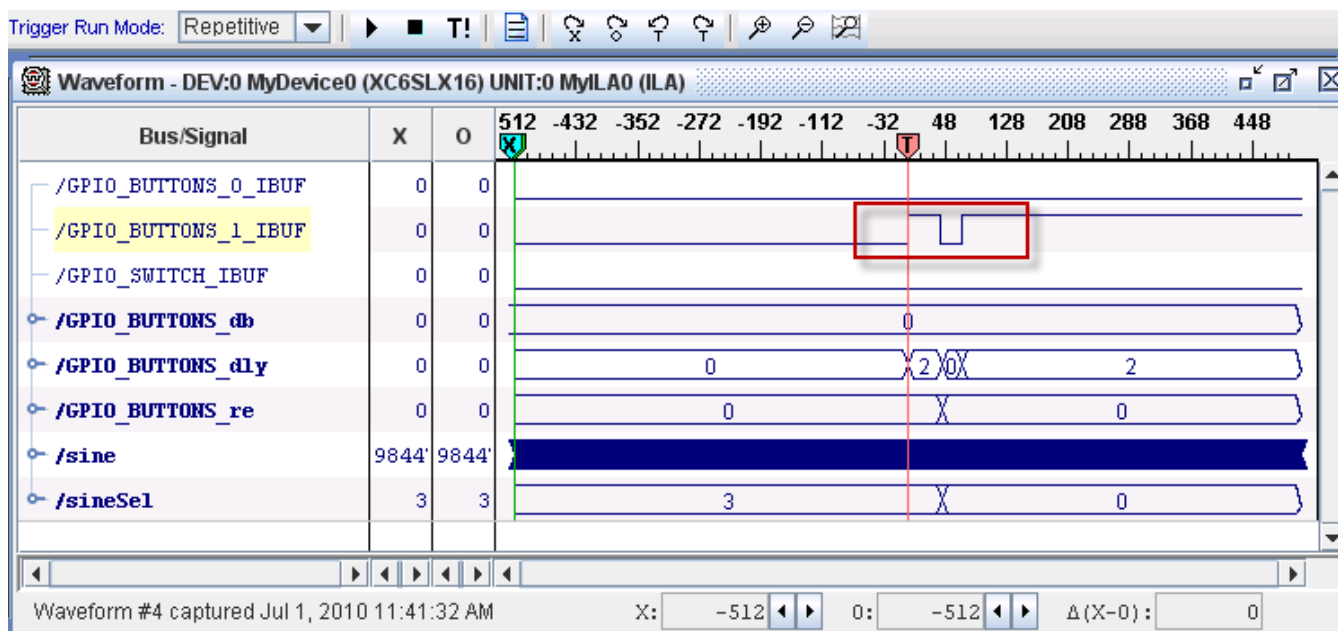 Trigger Run Mode: Repetitive T! X T T
Waveform - DEV:0 MyDevice0 (XC6SLX16) UNIT:0 MyILA0 (ILA)
Bus/Signal X O 512 -432 -352 -272 -192 -112 -32 48 128 208 288 368 448
X T
/GPIO_BUTTONS_0_IBUF 0 0
/GPIO_BUTTONS_1_IBUF 0 0
/GPIO_SWITCH_IBUF 0 0
/GPIO_BUTTONS_db 0 0 0
/GPIO_BUTTONS_dly 0 0 0 2 0 2
/GPIO_BUTTONS_re 0 0 0 0
/sine 9844' 9844'
/sineSel 3 3 3 0
Waveform #4 captured Jul 1, 2010 11:41:32 AM X: -512 O: -512 Δ(X-O): 0